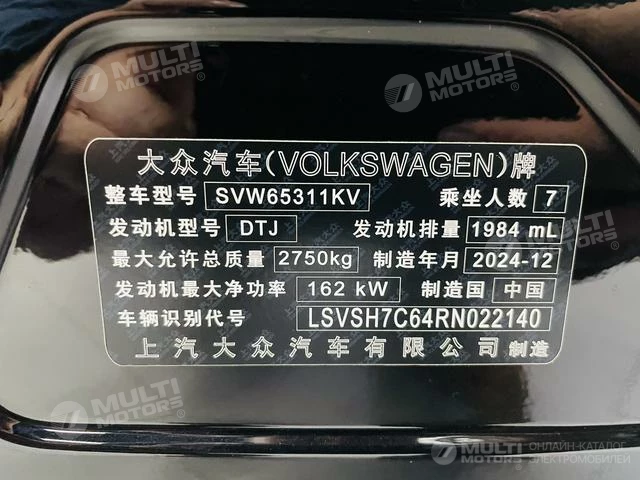 MULTI MOTORS®
MULTI MOTORS®
大众汽车(VOLKSWAGEN)牌
整车型号 SVW65311KV 乘坐人数 7
发动机型号 DTJ 发动机排量 1984 mL
最大允许总质量 2750kg 制造年月 2024-12
发动机最大净功率 162 kW 制造国 中国
车辆识别代号 LSVSH7C64RN022140
上汽大众汽车有限公司 制造
MULTI MOTORS®
MULTI MOTORS
ОНЛАЙН-КАТАЛОГ
ЭЛЕКТРОМОБИЛЕЙ